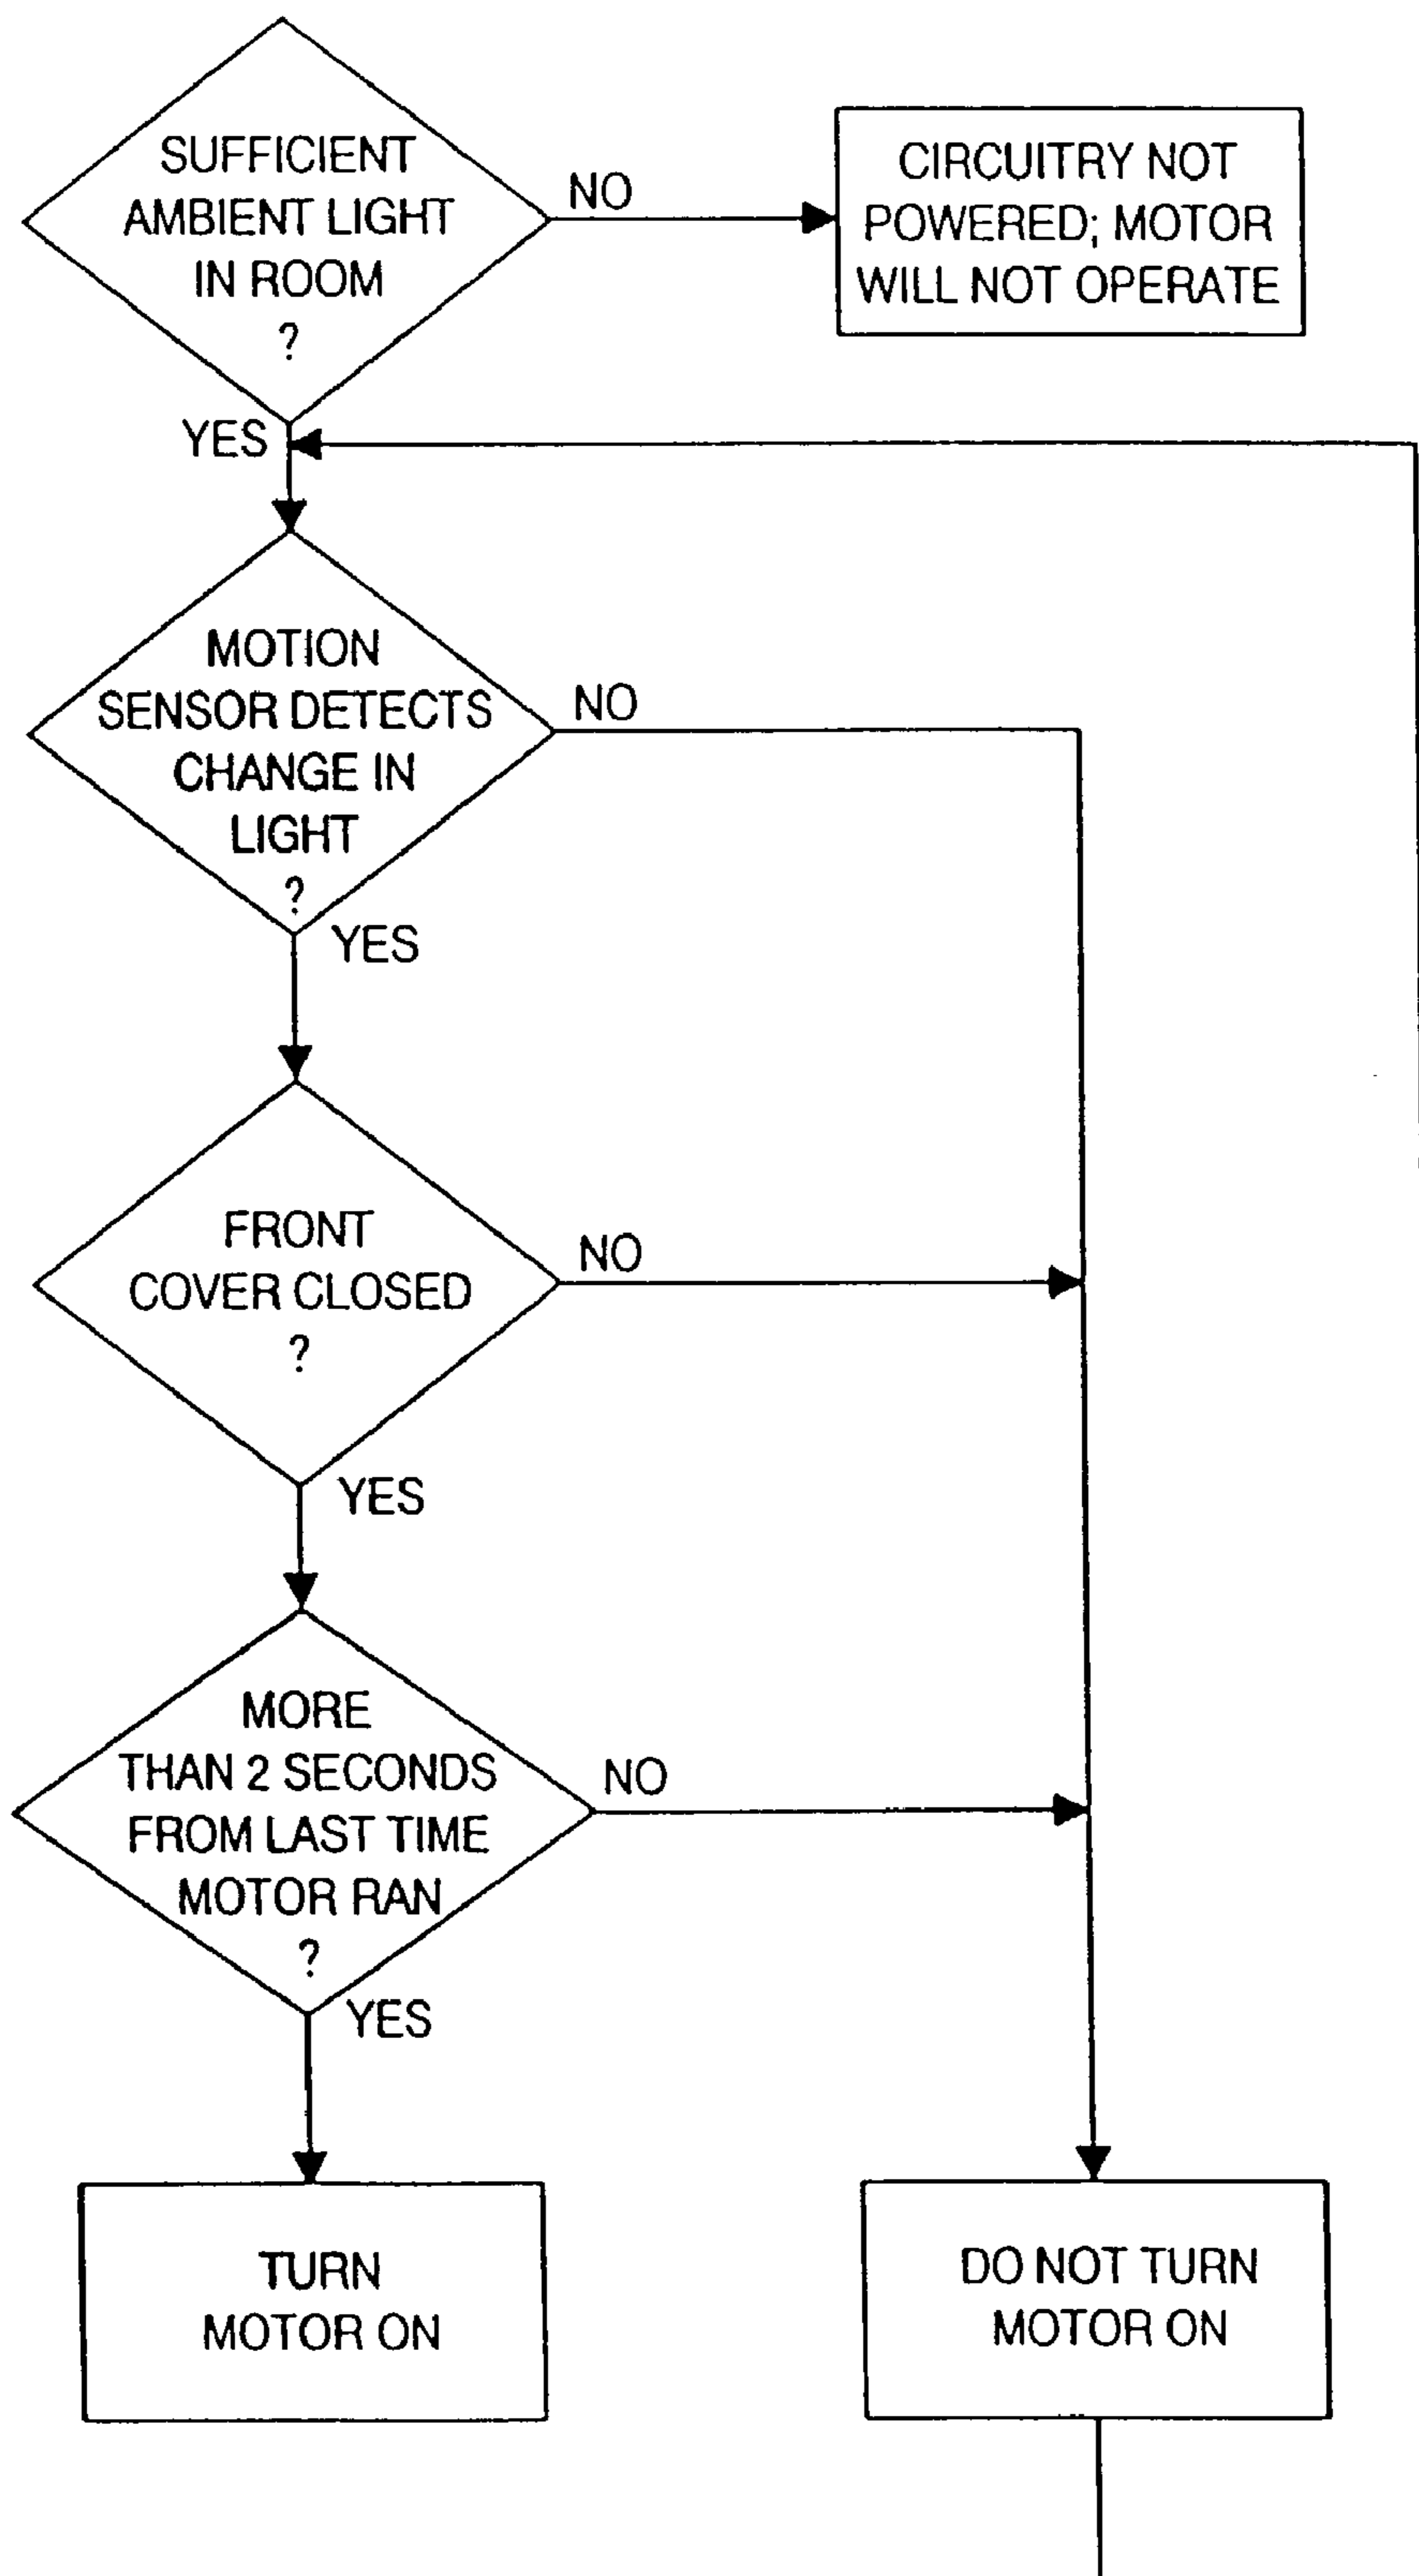 SUFFICIENT
AMBIENT LIGHT
IN ROOM
?
NO
CIRCUITRY NOT
POWERED; MOTOR
WILL NOT OPERATE
YES
MOTION
SENSOR DETECTS
CHANGE IN
LIGHT
?
NO
YES
FRONT
COVER CLOSED
?
NO
YES
MORE
THAN 2 SECONDS
FROM LAST TIME
MOTOR RAN
?
NO
YES
TURN
MOTOR ON
DO NOT TURN
MOTOR ON